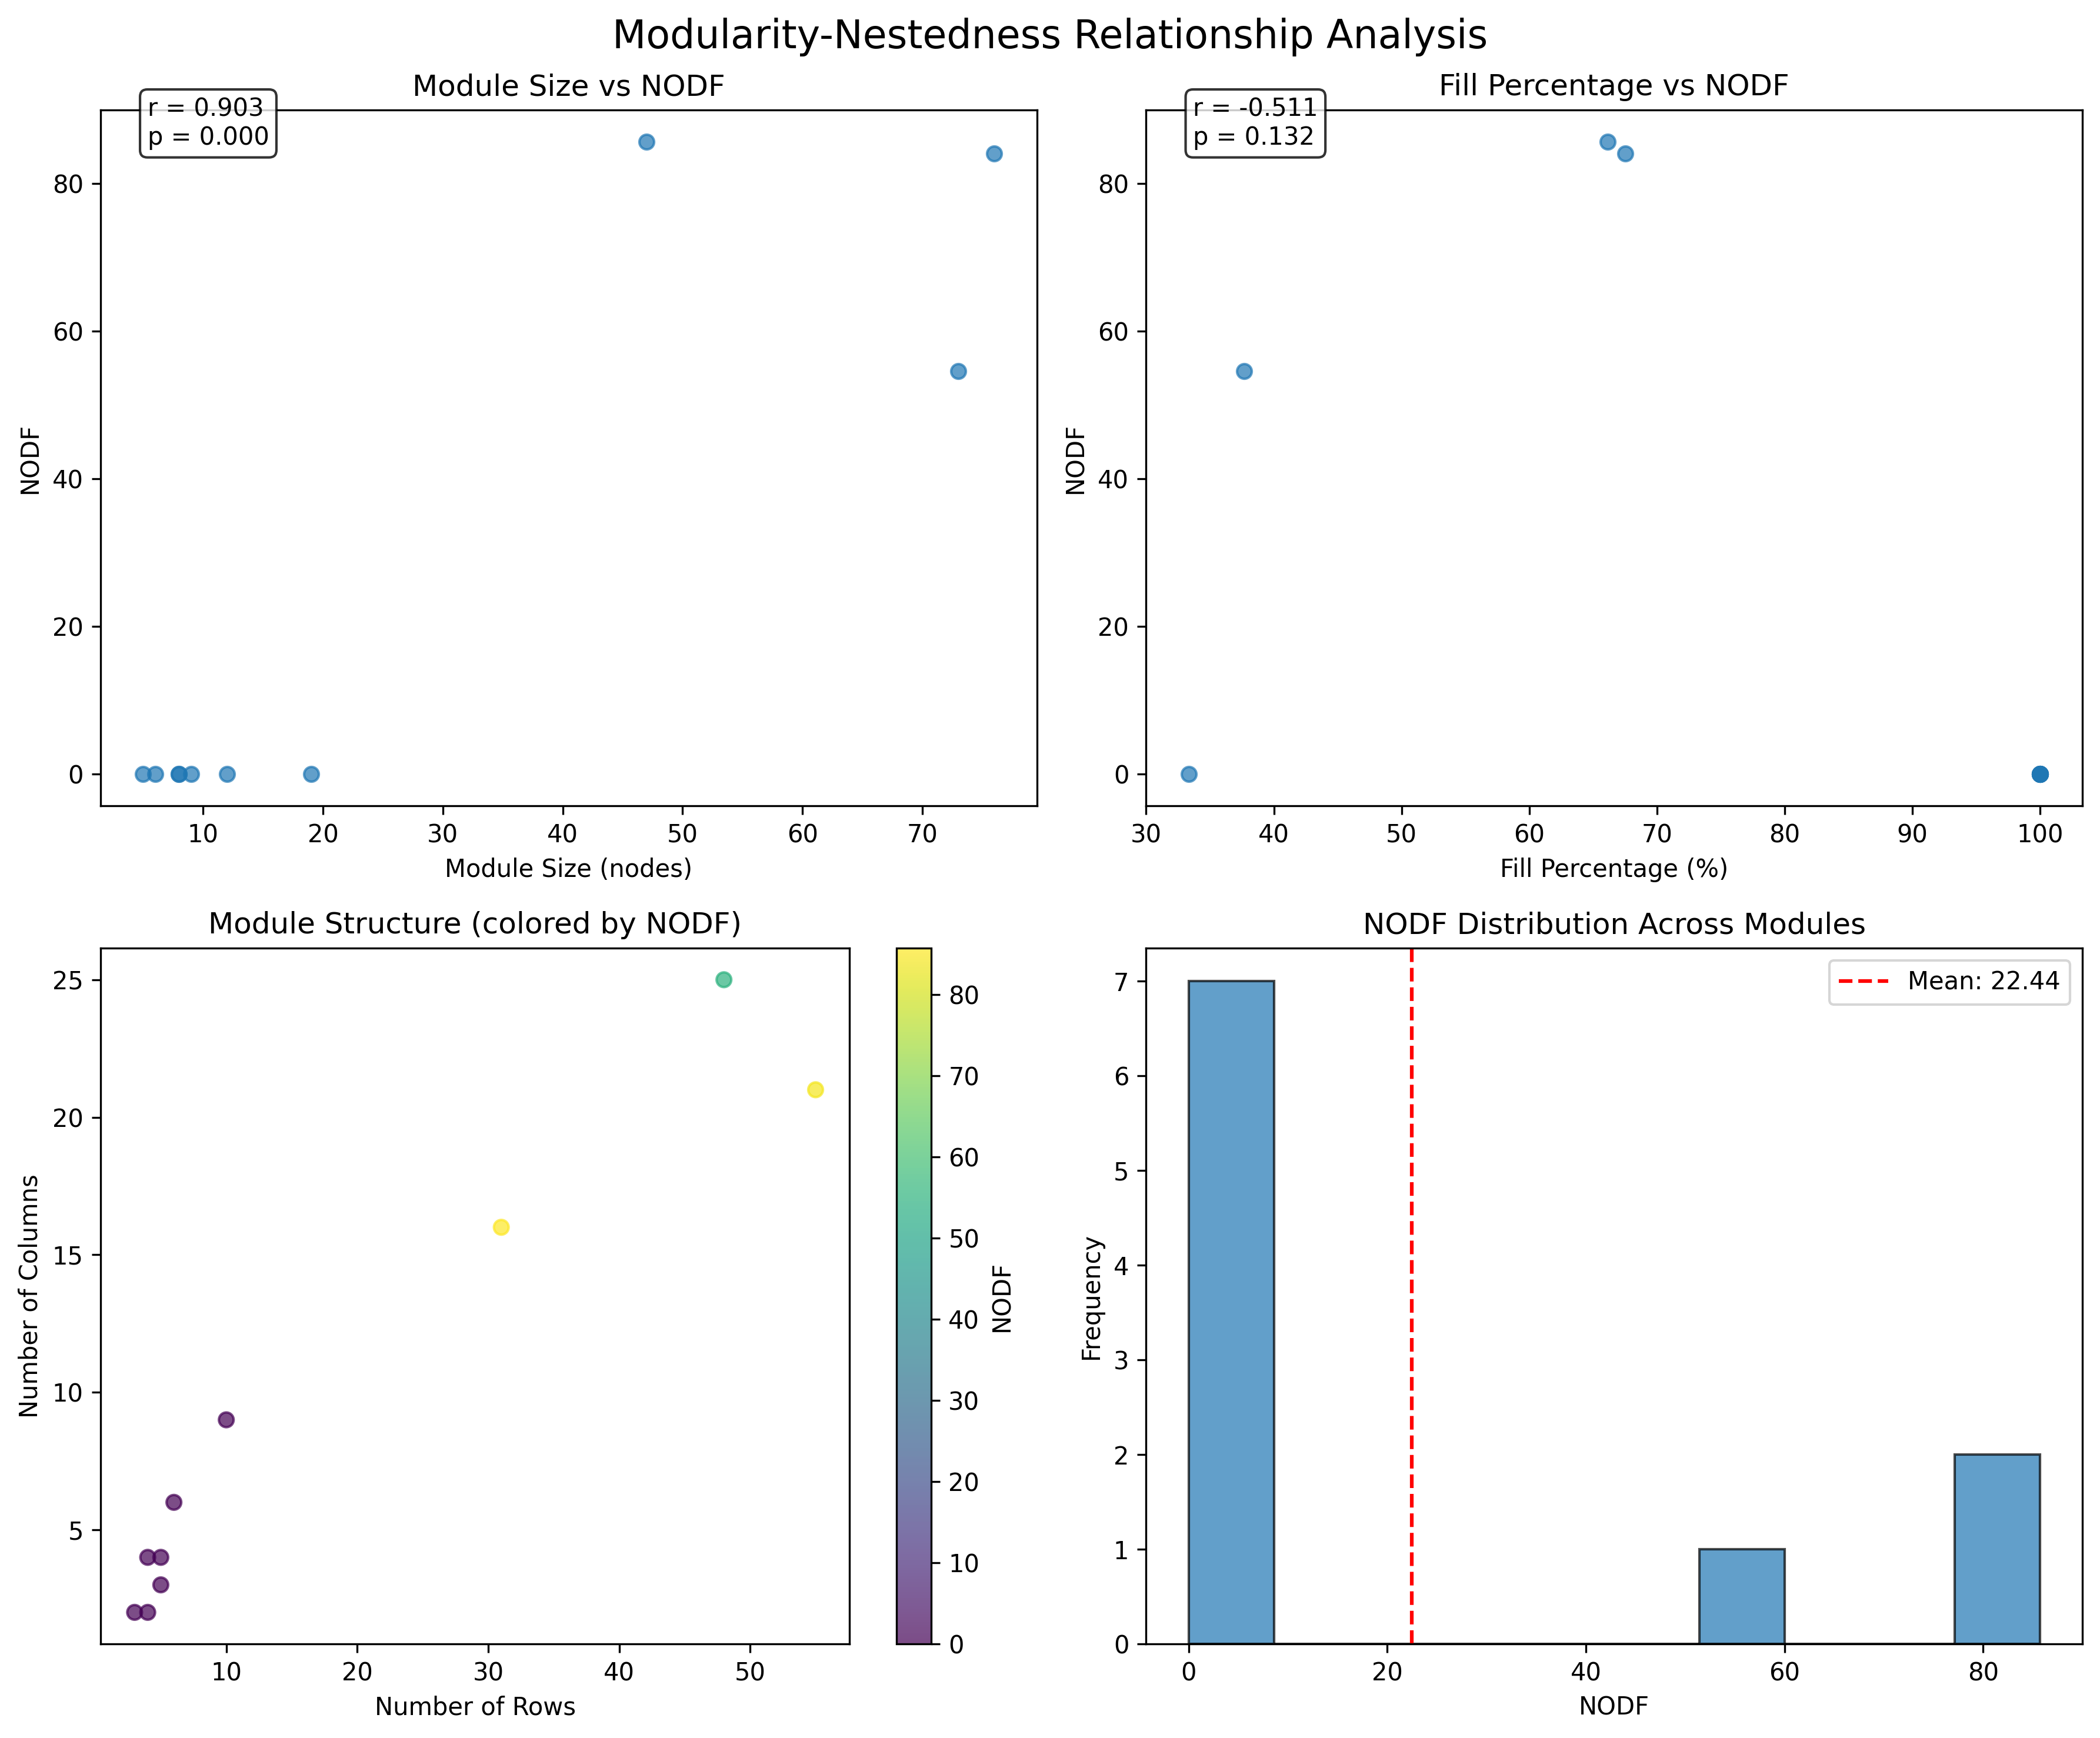 Modularity-Nestedness Relationship Analysis
Module Size vs NODF
r = 0.903
p = 0.000
NODF
80
60
40
20
0
10 20 30 40 50 60 70
Module Size (nodes)
Fill Percentage vs NODF
r = -0.511
p = 0.132
NODF
80
60
40
20
0
30 40 50 60 70 80 90 100
Fill Percentage (%)
Module Structure (colored by NODF)
Number of Columns
25
20
15
10
5
10 20 30 40 50
Number of Rows
80
70
60
50
40
30
20
10
0
NODF
NODF Distribution Across Modules
Mean: 22.44
Frequency
7
6
5
4
3
2
1
0
0 20 40 60 80
NODF